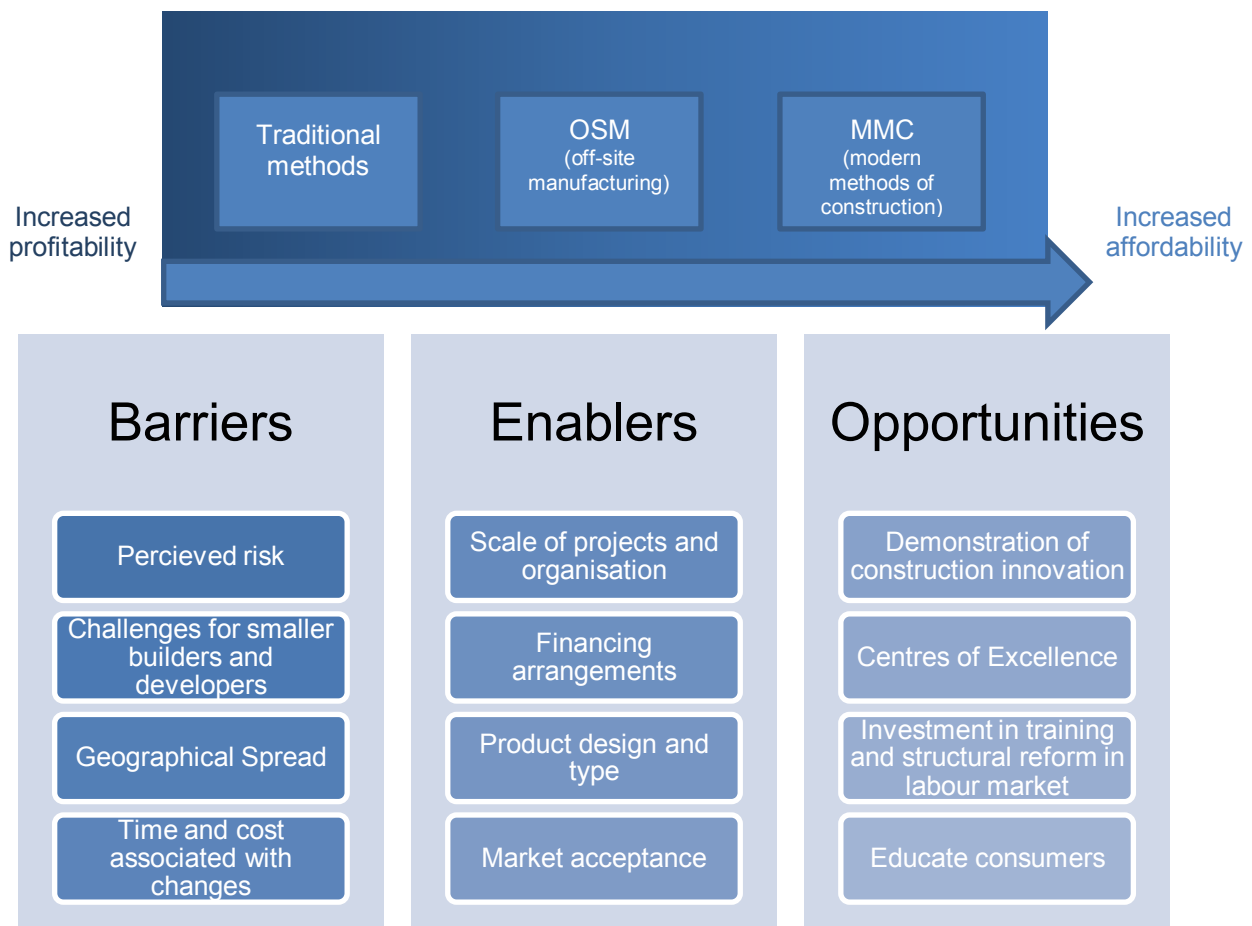 Traditional
methods
OSM
(off-site
manufacturing)
MMC
(modern
methods of
construction)
Increased
profitability
Increased
affordability
Barriers
Percieved risk
Challenges for smaller
builders and
developers
Geographical Spread
Time and cost
associated with
changes
Enablers
Scale of projects and
organisation
Financing
arrangements
Product design and
type
Market acceptance
Opportunities
Demonstration of
construction innovation
Centres of Excellence
Investment in training
and structural reform in
labour market
Educate consumers